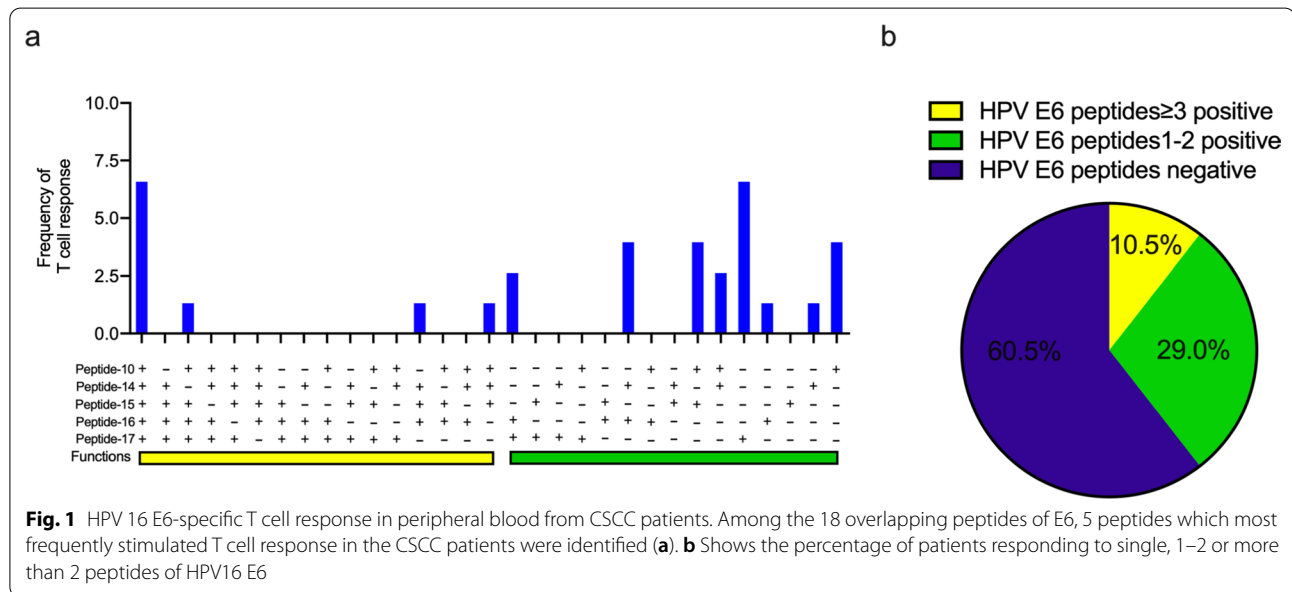 a
b
10.0
7.5
5.0
2.5
0.0
Frequency of
T cell response
Peptide-10 + – + + + + – – + – + + – + + + – – – + – – + – + + – – – – +
Peptide-14 + + – + + + – + – + – + + – + + – – + – – + – + – + – – – + –
Peptide-15 + + + – + + + – – + + – + + – + – + – – + – – + + – – – + – –
Peptide-16 + + + + – + + + + – – – + + + – + – – – + + + – – – – + – – –
Peptide-17 + + + + + – + + + + + + – – – – + + + + – – – – – – + – – – –
Functions
HPV E6 peptides≥3 positive
HPV E6 peptides1-2 positive
HPV E6 peptides negative
10.5%
29.0%
60.5%
Fig. 1 HPV 16 E6-specific T cell response in peripheral blood from CSCC patients. Among the 18 overlapping peptides of E6, 5 peptides which most
frequently stimulated T cell response in the CSCC patients were identified (a). b Shows the percentage of patients responding to single, 1–2 or more
than 2 peptides of HPV16 E6